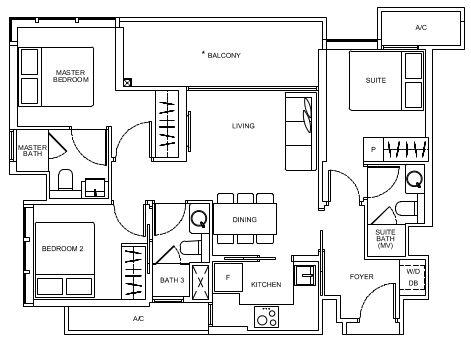 A/C
* BALCONY
MASTER
BEDROOM
SUITE
LIVING
MASTER
BATH
P
DINING
SUITE
BATH
(MV)
BEDROOM 2
BATH 3
F
KITCHEN
FOYER
W/D
DB
A/C